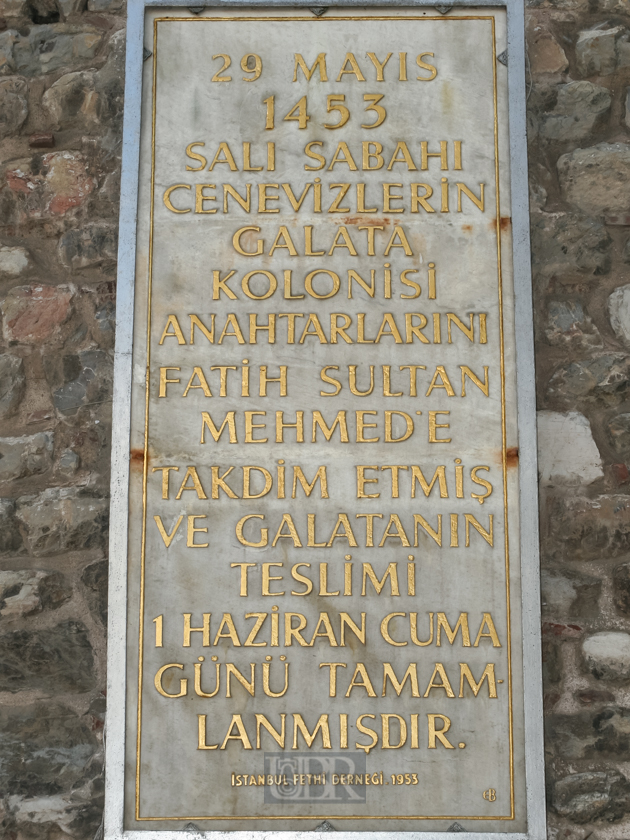 29 MAYIS
1453
SALI SABAHI
CENEVİZLERİN
GALATA
KOLONİSİ
ANAHTARLARINI
FATİH SULTAN
MEHMED'E
TAKDİM ETMİŞ
VE GALATANIN
TESLİMİ
1 HAZİRAN CUMA
GÜNÜ TAMAM-
LANMIŞDIR.
İSTANBUL FETHİ DERNEĞİ. 1953